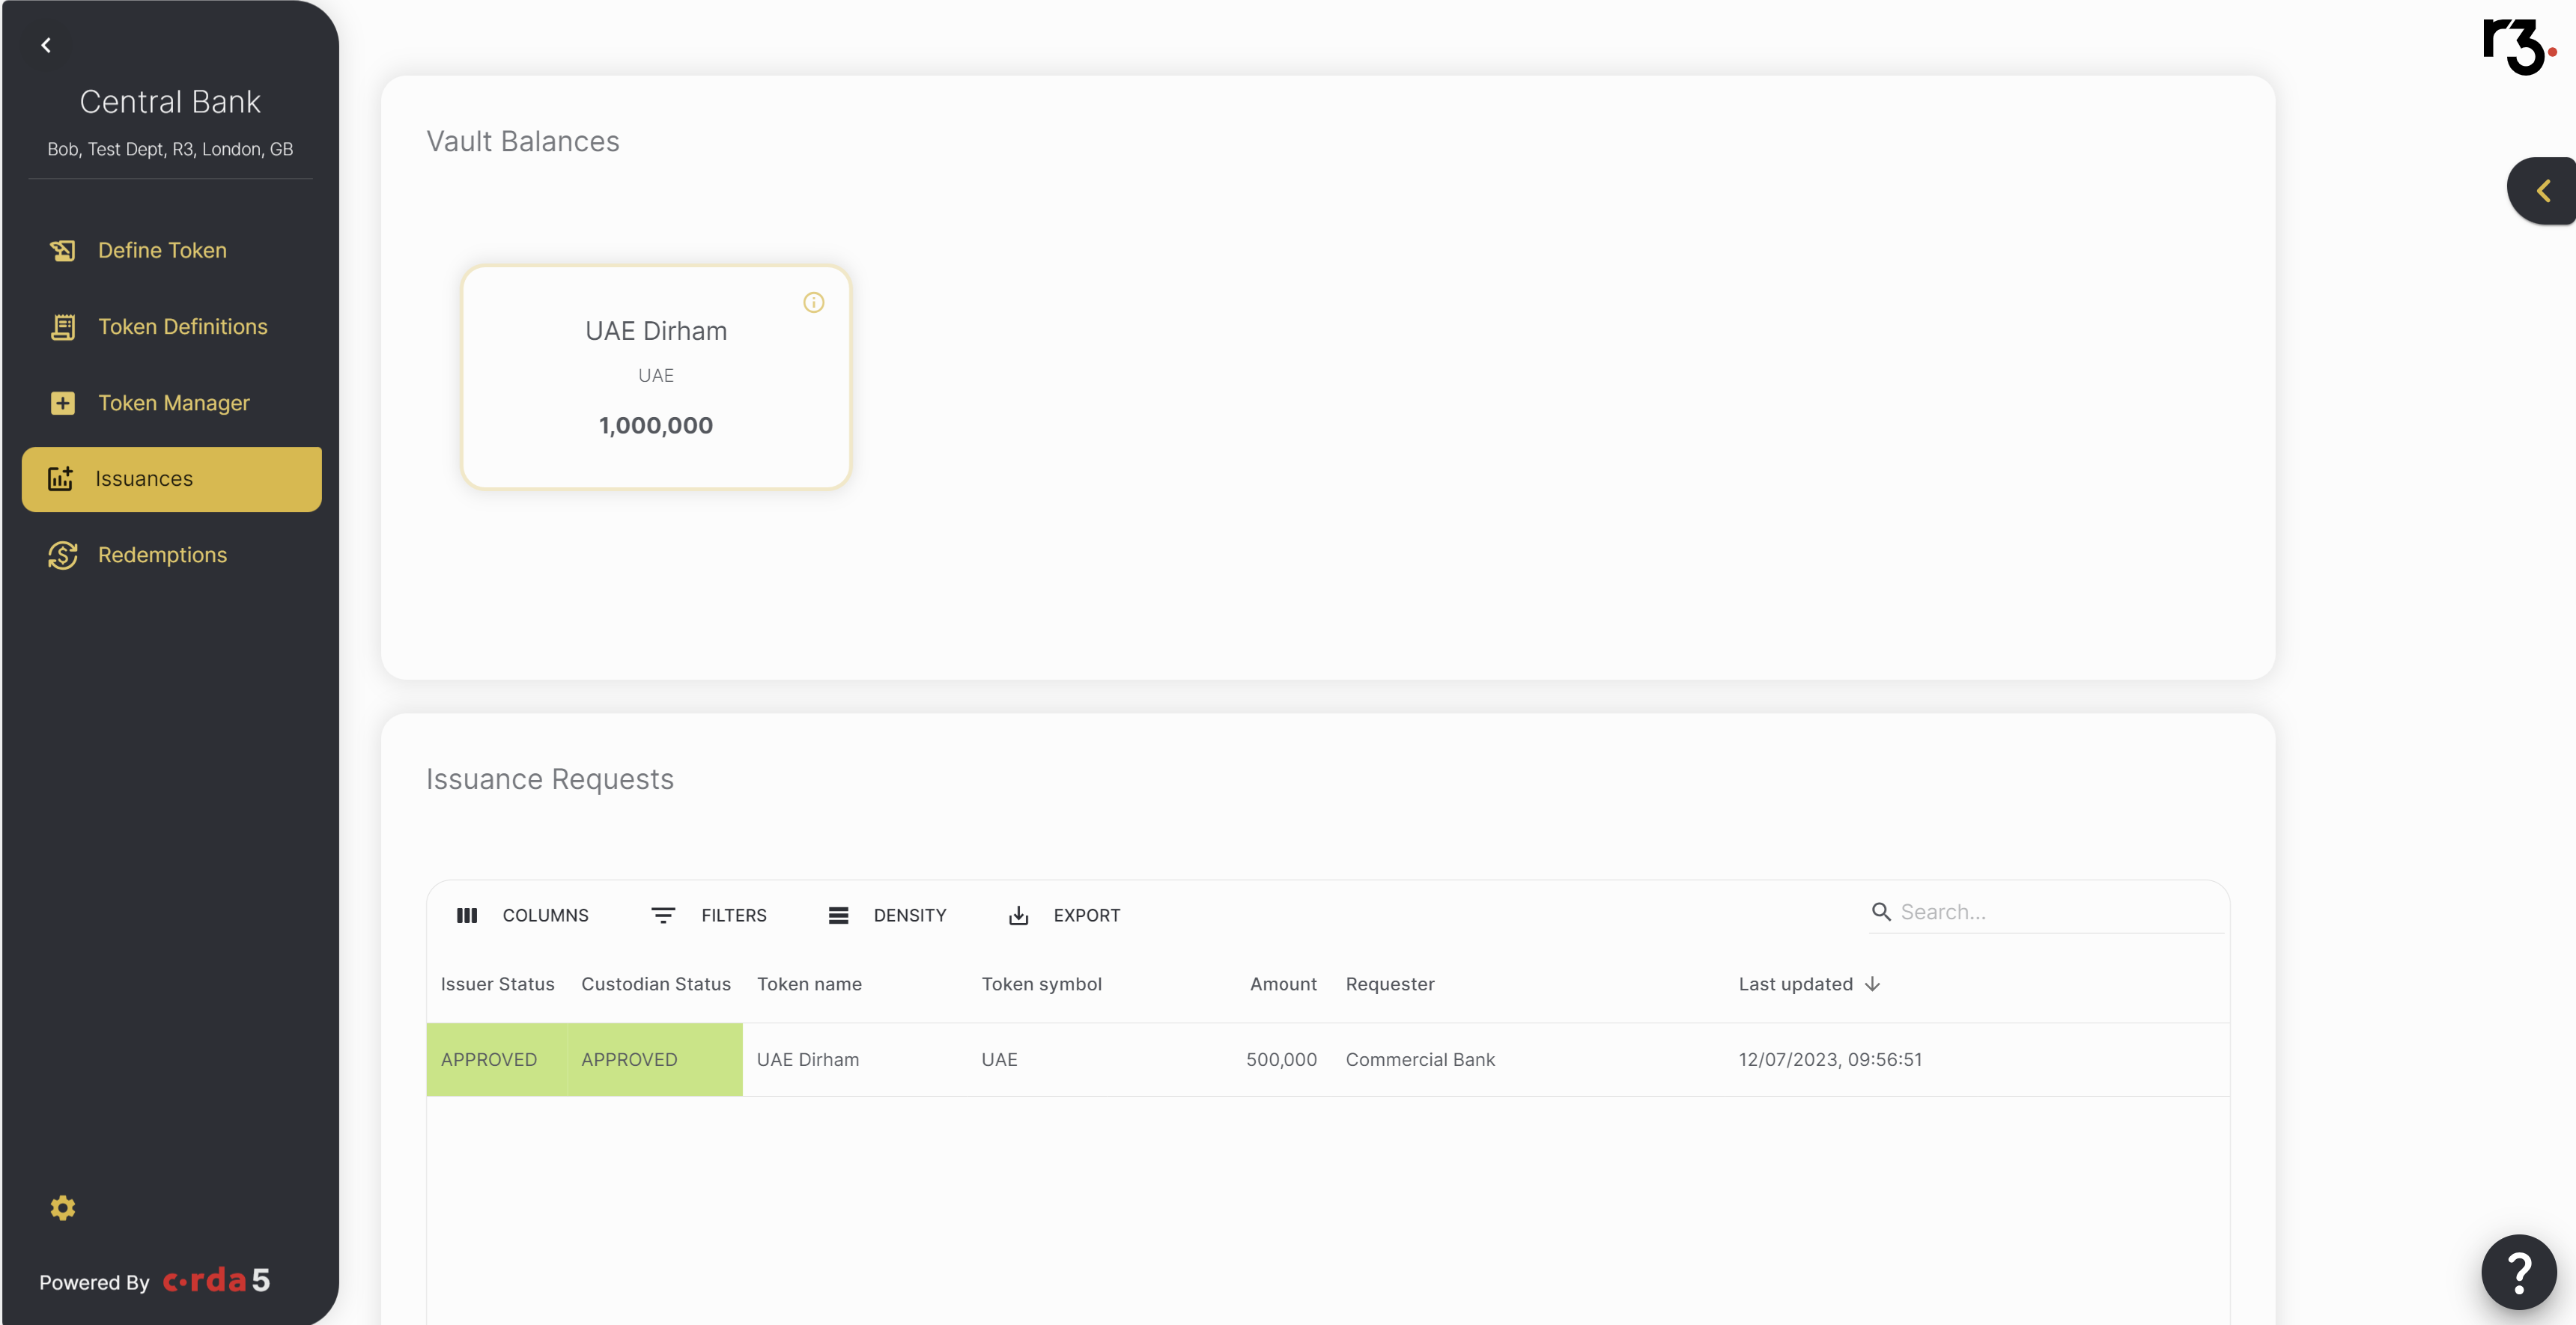 Central Bank
Bob, Test Dept, R3, London, GB
Define Token
Token Definitions
Token Manager
Issuances
Redemptions
Powered By c·rda 5
r3.
Vault Balances
UAE Dirham
UAE
1,000,000
Issuance Requests
COLUMNS FILTERS DENSITY EXPORT Search...
Issuer Status Custodian Status Token name Token symbol Amount Requester Last updated
APPROVED APPROVED UAE Dirham UAE 500,000 Commercial Bank 12/07/2023, 09:56:51
?